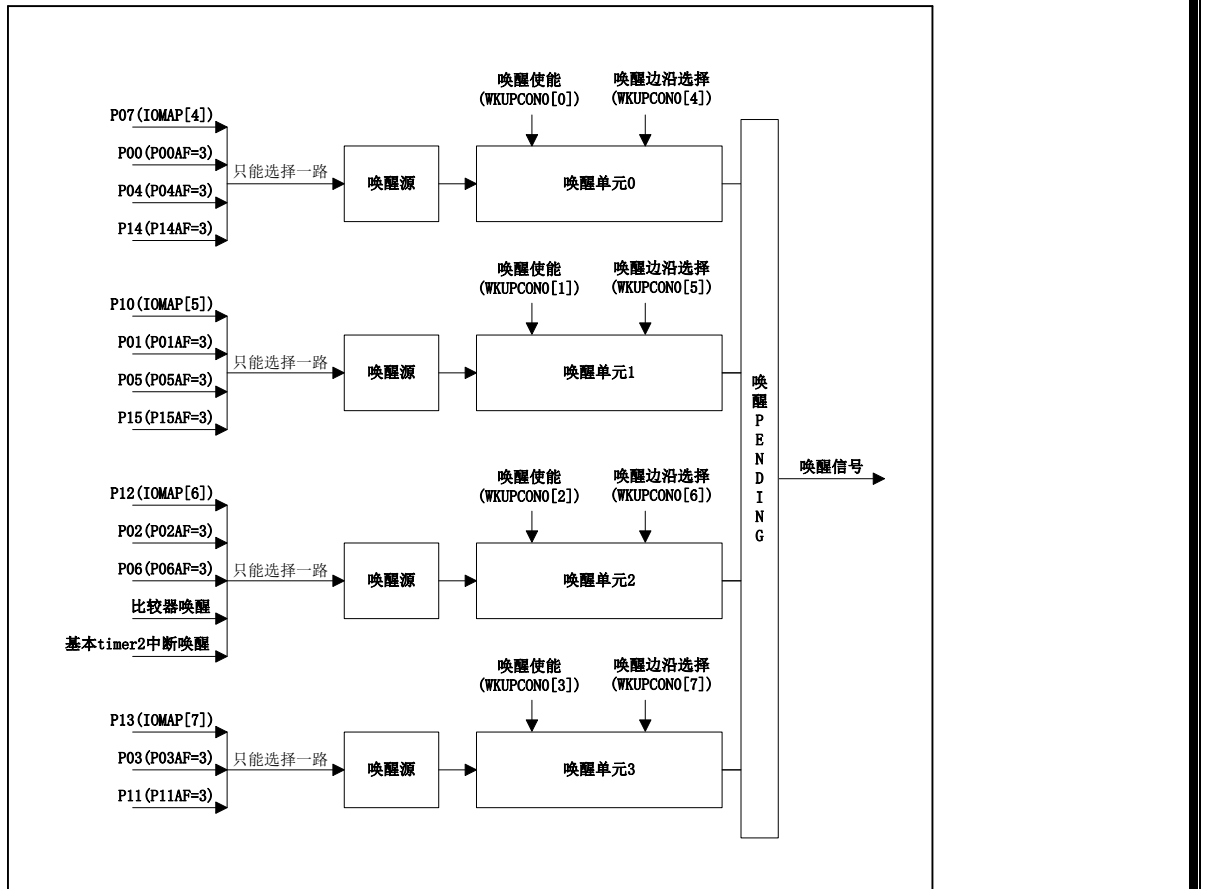 唤醒使能
(WKUPCON0[0])
唤醒边沿选择
(WKUPCON0[4])
P07(IOMAP[4])
P00(P00AF=3)
P04(P04AF=3)
P14(P14AF=3)
只能选择一路
唤醒源
唤醒单元0
唤醒使能
(WKUPCON0[1])
唤醒边沿选择
(WKUPCON0[5])
P10(IOMAP[5])
P01(P01AF=3)
P05(P05AF=3)
P15(P15AF=3)
只能选择一路
唤醒源
唤醒单元1
唤醒使能
(WKUPCON0[2])
唤醒边沿选择
(WKUPCON0[6])
P12(IOMAP[6])
P02(P02AF=3)
P06(P06AF=3)
比较器唤醒
基本timer2中断唤醒
只能选择一路
唤醒源
唤醒单元2
唤醒使能
(WKUPCON0[3])
唤醒边沿选择
(WKUPCON0[7])
P13(IOMAP[7])
P03(P03AF=3)
P11(P11AF=3)
只能选择一路
唤醒源
唤醒单元3
唤醒PENDING
唤醒信号